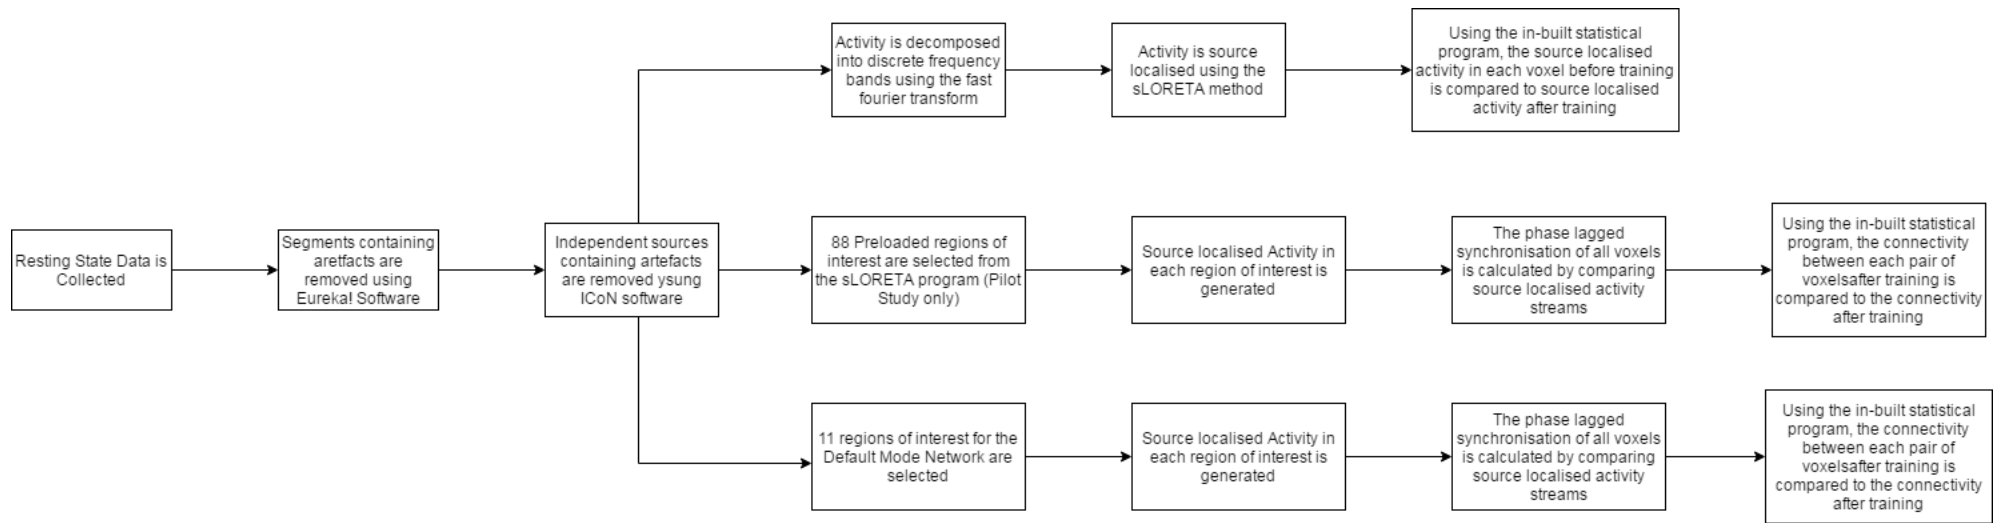 Activity is decomposed
into discrete frequency
bands using the fast
fourier transform
Activity is source
localised using the
sLORETA method
Using the in-built statistical
program, the source localised
activity in each voxel before training
is compared to source localised
activity after training
Resting State Data is
Collected
Segments containing
aretfacts are
removed using
Eureka! Software
Independent sources
containing artefacts
are removed ysung
ICoN software
88 Preloaded regions of
interest are selected from
the sLORETA program (Pilot
Study only)
Source localised Activity in
each region of interest is
generated
The phase lagged
synchronisation of all voxels
is calculated by comparing
source localised activity
streams
Using the in-built statistical
program, the connectivity
between each pair of
voxelsafter training is
compared to the connectivity
after training
11 regions of interest for the
Default Mode Network are
selected
Source localised Activity in
each region of interest is
generated
The phase lagged
synchronisation of all voxels
is calculated by comparing
source localised activity
streams
Using the in-built statistical
program, the connectivity
between each pair of
voxelsafter training is
compared to the connectivity
after training